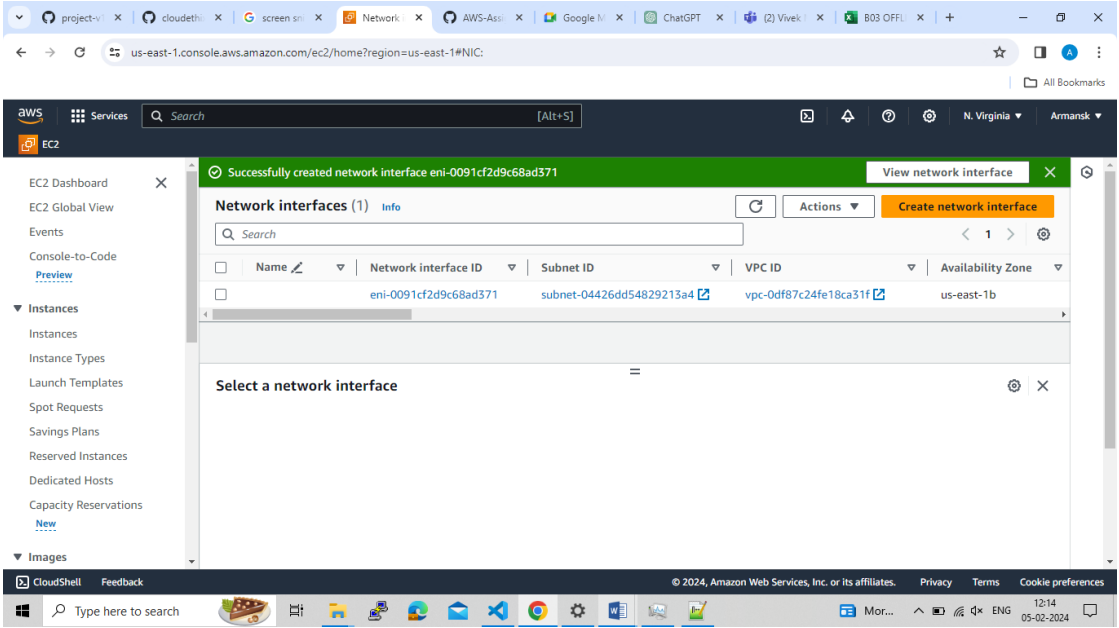 project-v1
cloudethi
screen sn
Network
AWS-Assi
Google M
ChatGPT
(2) Vivek
B03 OFFLI
us-east-1.console.aws.amazon.com/ec2/home?region=us-east-1#NIC:
A
All Bookmarks
aws
Services
Search
[Alt+S]
N. Virginia
Armansk
EC2
EC2 Dashboard
EC2 Global View
Events
Console-to-Code
Preview
Instances
Instances
Instance Types
Launch Templates
Spot Requests
Savings Plans
Reserved Instances
Dedicated Hosts
Capacity Reservations
New
Images
Successfully created network interface eni-0091cf2d9c68ad371
View network interface
Network interfaces (1) Info
Actions
Create network interface
Search
1
Name
Network interface ID
Subnet ID
VPC ID
Availability Zone
eni-0091cf2d9c68ad371
subnet-04426dd54829213a4
vpc-0df87c24fe18ca31f
us-east-1b
Select a network interface
CloudShell
Feedback
© 2024, Amazon Web Services, Inc. or its affiliates.
Privacy
Terms
Cookie preferences
Type here to search
Mor...
ENG
12:14
05-02-2024